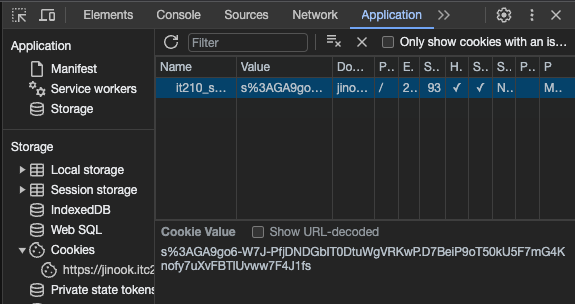 Elements Console Sources Network Application
Application
Manifest
Service workers
Storage
Storage
Local storage
Session storage
IndexedDB
Web SQL
Cookies
https://jinook.itc2
Private state tokens
Filter
Only show cookies with an is…
Name Value Do… P… E. S… H. S… S… P… P
it210_s… s%3AGA9go… jino… / 2… 93 ✓ ✓ N… M…
Cookie Value Show URL-decoded
s%3AGA9go6-W7J-PfjDNDGbIT0DtuWgVRKwP.D7BeiP9oT50kU5F7mG4K
nofy7uXvFBTlUvww7F4J1fs